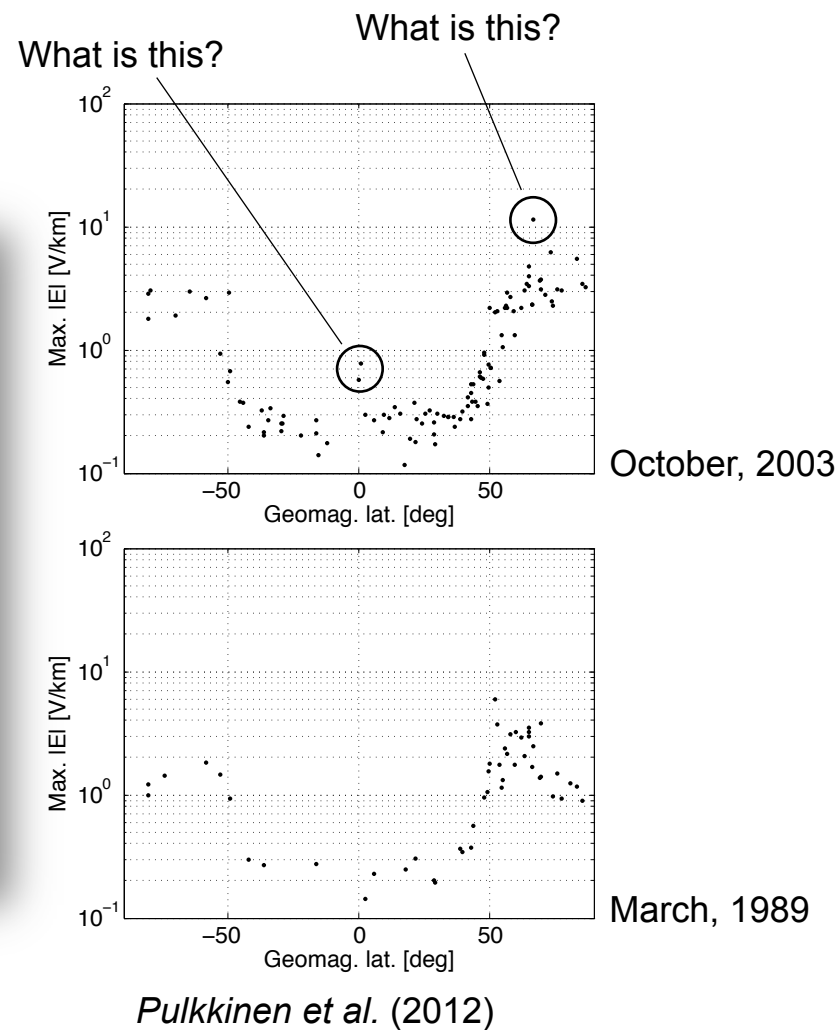 What is this?
What is this?
10²
10¹
10⁰
10⁻¹
Max. |E| [V/km]
−50
0
50
Geomag. lat. [deg]
October, 2003
10²
10¹
10⁰
10⁻¹
Max. |E| [V/km]
−50
0
50
Geomag. lat. [deg]
March, 1989
Pulkkinen et al. (2012)